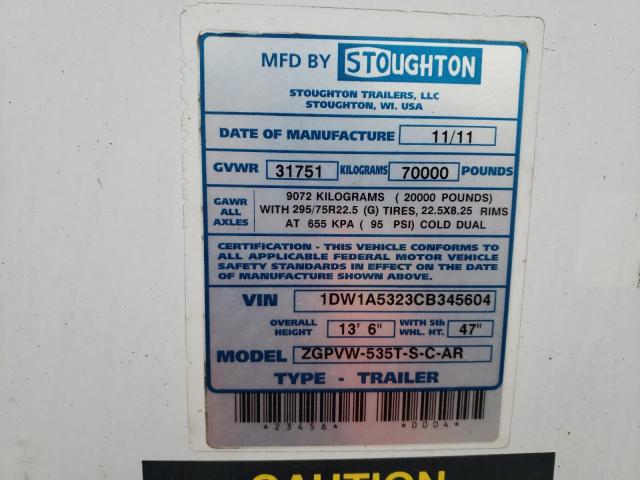 MFD BY STOUGHTON
STOUGHTON TRAILERS, LLC
STOUGHTON, WI. USA
DATE OF MANUFACTURE 11/11
GVWR 31751 KILOGRAMS 70000 POUNDS
GAWR ALL AXLES
9072 KILOGRAMS ( 20000 POUNDS)
WITH 295/75R22.5 (G) TIRES, 22.5X8.25 RIMS
AT 655 KPA ( 95 PSI) COLD DUAL
CERTIFICATION - THIS VEHICLE CONFORMS TO
ALL APPLICABLE FEDERAL MOTOR VEHICLE
SAFETY STANDARDS IN EFFECT ON THE DATE
OF MANUFACTURE SHOWN ABOVE.
VIN 1DW1A5323CB345604
OVERALL HEIGHT 13' 6" WITH 5th WHL. HT. 47"
MODEL ZGPVW-535T-S-C-AR
TYPE - TRAILER
*23456* *0004*
CAUTION